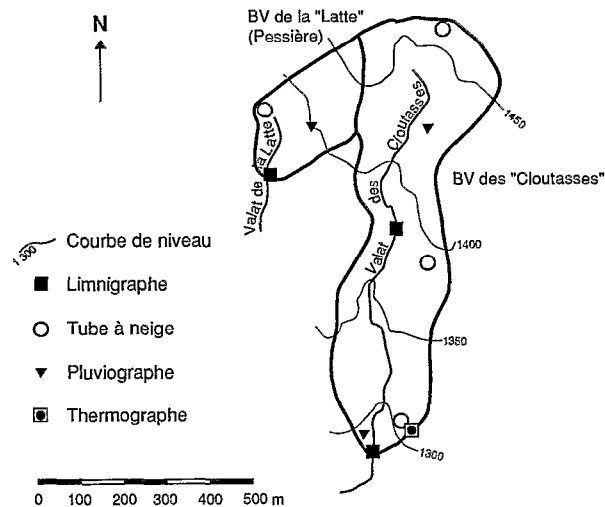 N
BV de la "Latte"
(Pessière)
1450
Cloutasses
des
Valat
Valat de la Latte
BV des "Cloutasses"
1400
1350
1300
1300
Courbe de niveau
Limnigraphe
Tube à neige
Pluviographe
Thermographe
0 100 200 300 400 500 m